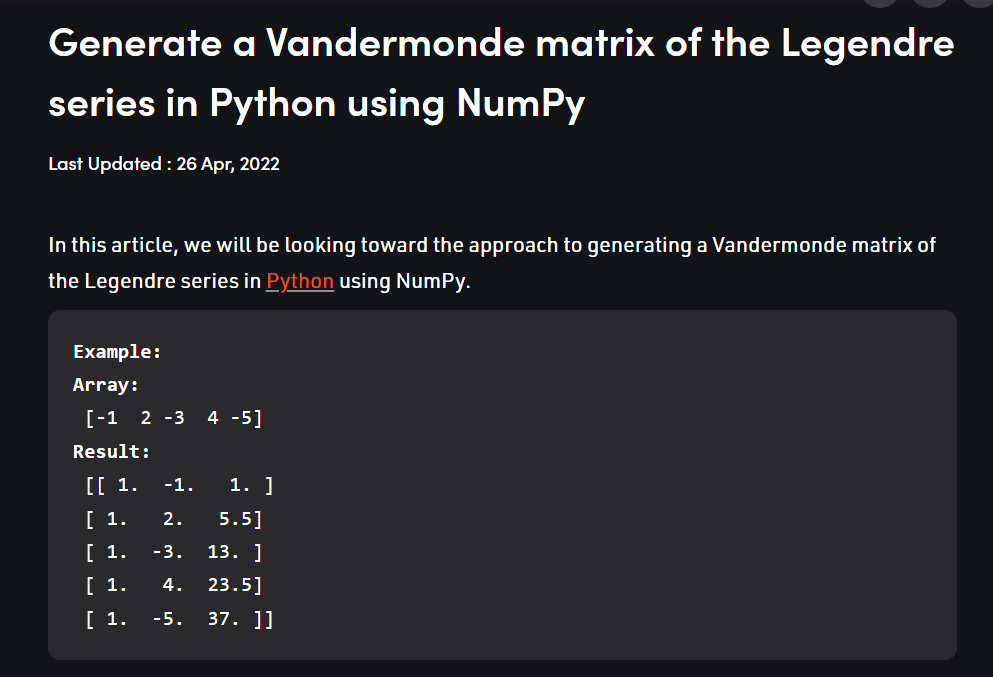 Generate a Vandermonde matrix of the Legendre
series in Python using NumPy
Last Updated : 26 Apr, 2022
In this article, we will be looking toward the approach to generating a Vandermonde matrix of
the Legendre series in Python using NumPy.
Example:
Array:
[-1  2 -3  4 -5]
Result:
[[ 1.  -1.   1. ]
[ 1.   2.   5.5]
[ 1.  -3.  13. ]
[ 1.   4.  23.5]
[ 1.  -5.  37. ]]